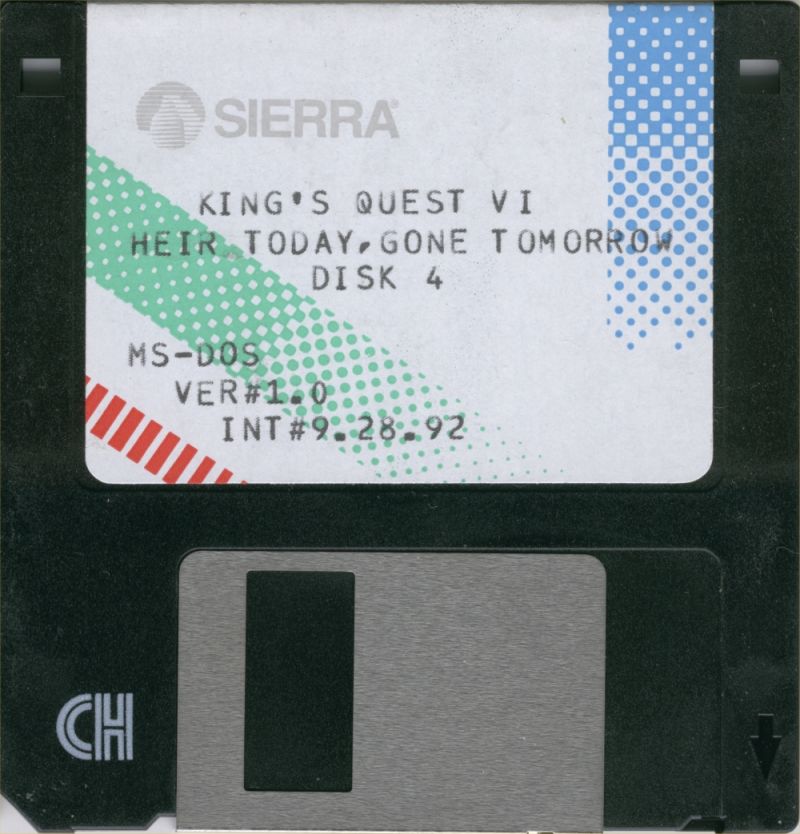 SIERRA®
KING'S QUEST VI
HEIR TODAY, GONE TOMORROW
DISK 4
MS-DOS
VER#1.0
INT#9.28.92
CH